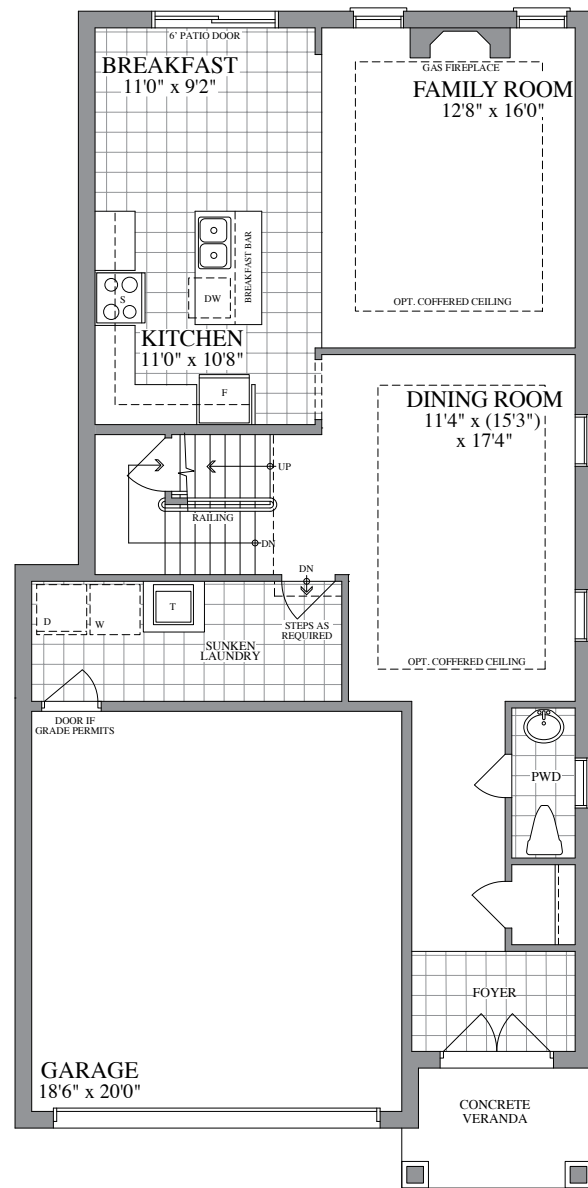 6' PATIO DOOR
BREAKFAST
11'0" x 9'2"
GAS FIREPLACE
FAMILY ROOM
12'8" x 16'0"
BREAKFAST BAR
S
DW
OPT. COFFERED CEILING
KITCHEN
11'0" x 10'8"
F
DINING ROOM
11'4" x (15'3")
x 17'4"
UP
RAILING
DN
DN
D
W
T
STEPS AS
REQUIRED
SUNKEN
LAUNDRY
OPT. COFFERED CEILING
DOOR IF
GRADE PERMITS
PWD
FOYER
GARAGE
18'6" x 20'0"
CONCRETE
VERANDA